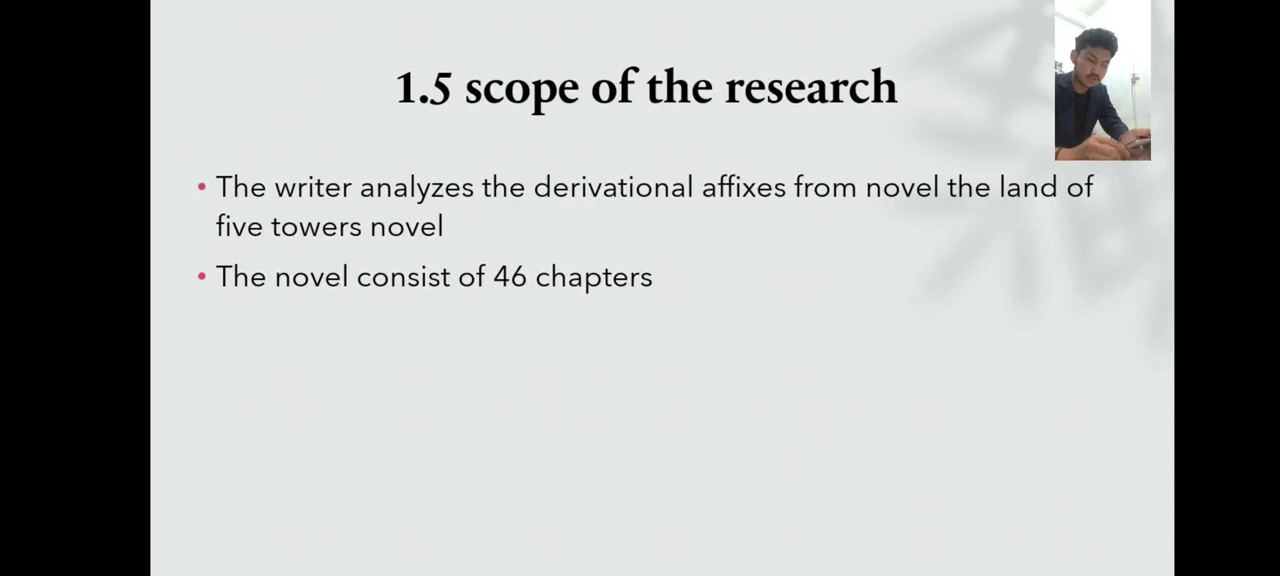 1.5 scope of the research
• The writer analyzes the derivational affixes from novel the land of
five towers novel
• The novel consist of 46 chapters